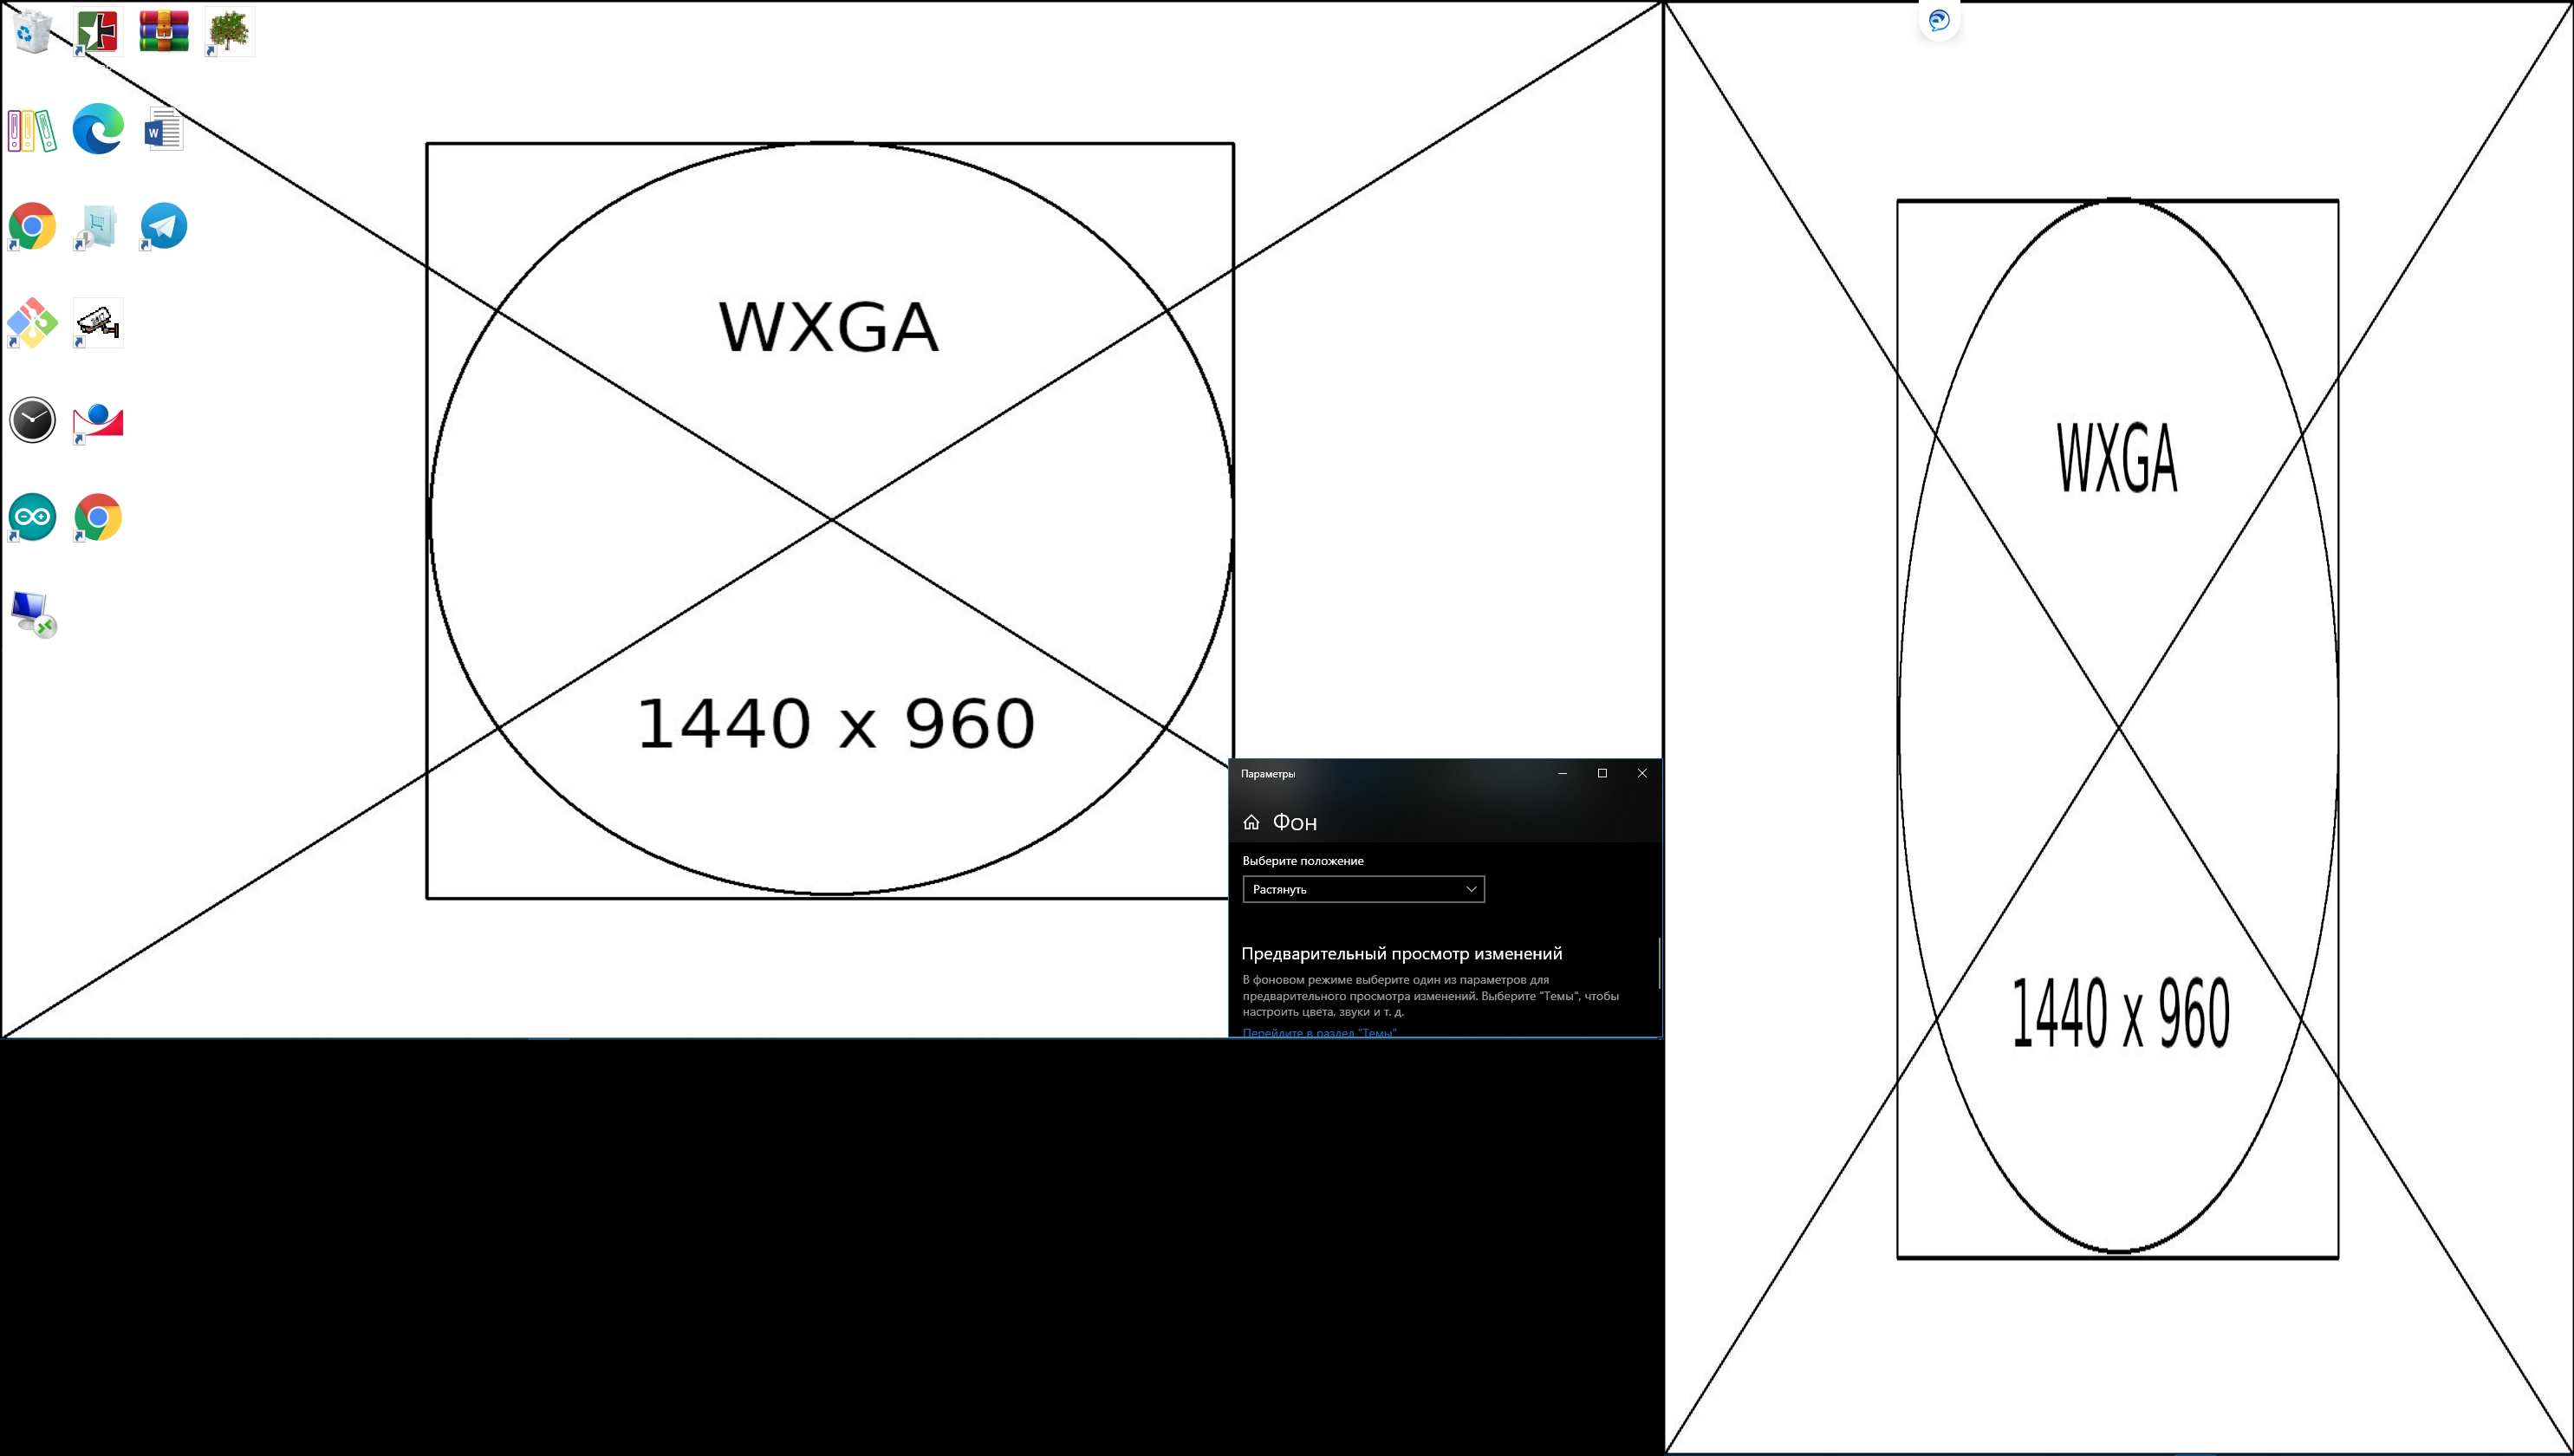 WXGA
1440 x 960
Параметры
Фон
Выберите положение
Растянуть
Предварительный просмотр изменений
В фоновом режиме выберите один из параметров для
предварительного просмотра изменений. Выберите "Темы", чтобы
настроить цвета, звуки и т. д.
Перейдите в раздел "Темы"
WXGA
1440 x 960